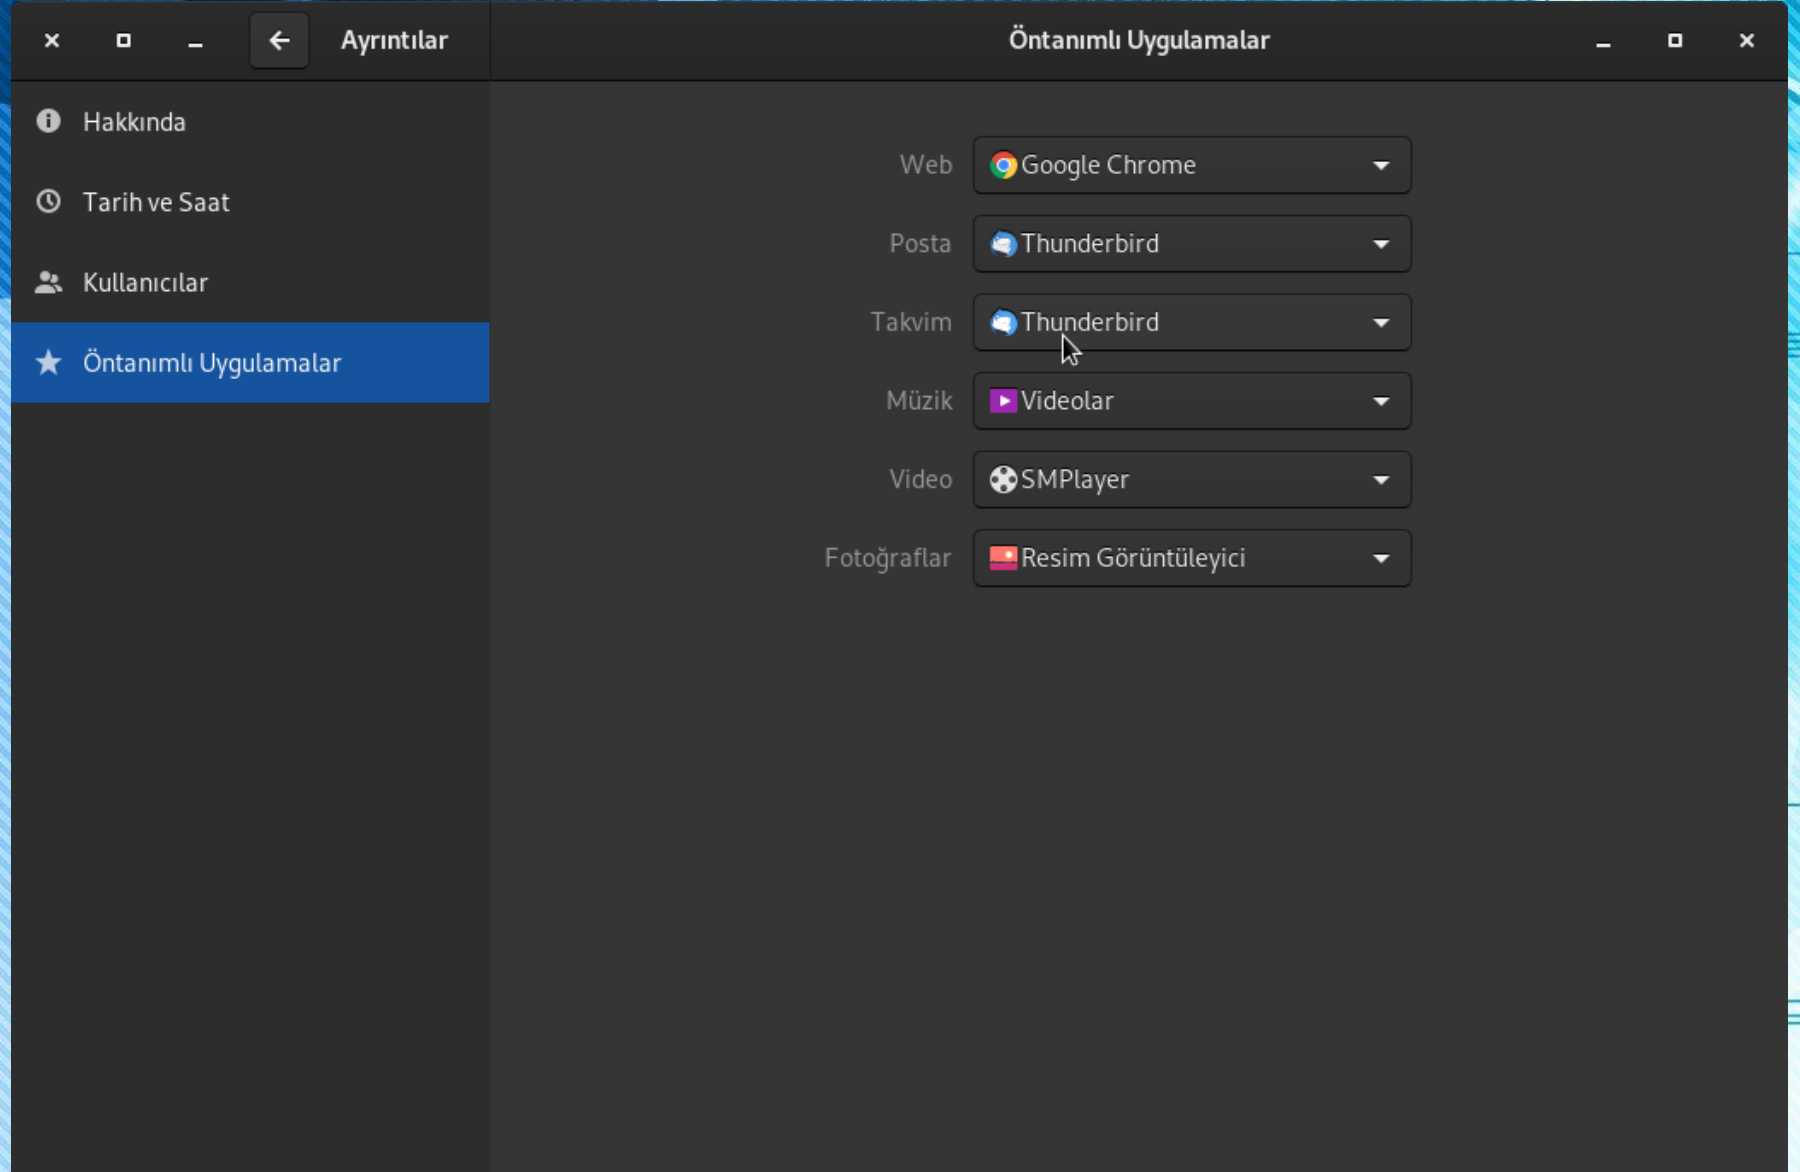 Ayrıntılar
Öntanımlı Uygulamalar
Hakkında
Tarih ve Saat
Kullanıcılar
Öntanımlı Uygulamalar
Web Google Chrome
Posta Thunderbird
Takvim Thunderbird
Müzik Videolar
Video SMPlayer
Fotoğraflar Resim Görüntüleyici